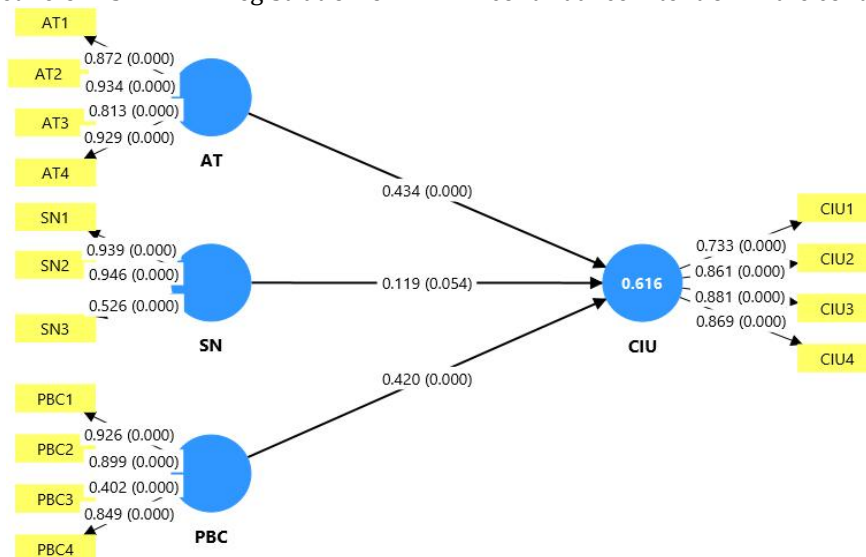 AT1
0.872 (0.000)
AT2
0.934 (0.000)
AT3
0.813 (0.000)
0.929 (0.000)
AT4
AT
0.434 (0.000)
SN1
0.939 (0.000)
SN2
0.946 (0.000)
0.526 (0.000)
SN3
SN
0.119 (0.054)
PBC1
0.926 (0.000)
PBC2
0.899 (0.000)
PBC3
0.402 (0.000)
0.849 (0.000)
PBC4
PBC
0.420 (0.000)
0.616
CIU
CIU1
0.733 (0.000)
CIU2
0.861 (0.000)
0.881 (0.000)
CIU3
0.869 (0.000)
CIU4